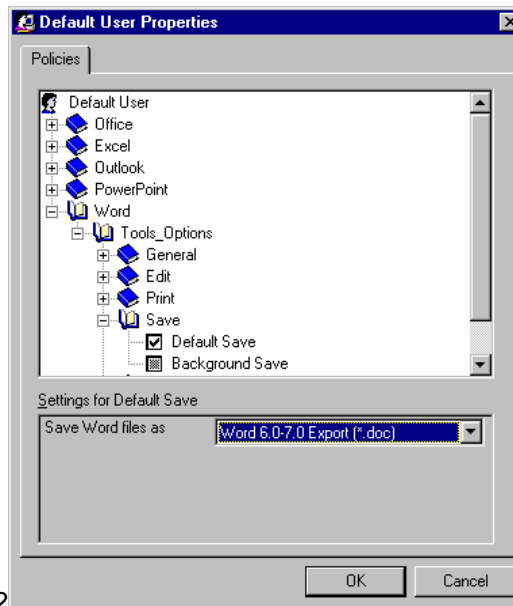 Default User Properties
Policies
Default User
Office
Excel
Outlook
PowerPoint
Word
Tools_Options
General
Edit
Print
Save
Default Save
Background Save
Settings for Default Save
Save Word files as
Word 6.0-7.0 Export (*.doc)
OK
Cancel
2